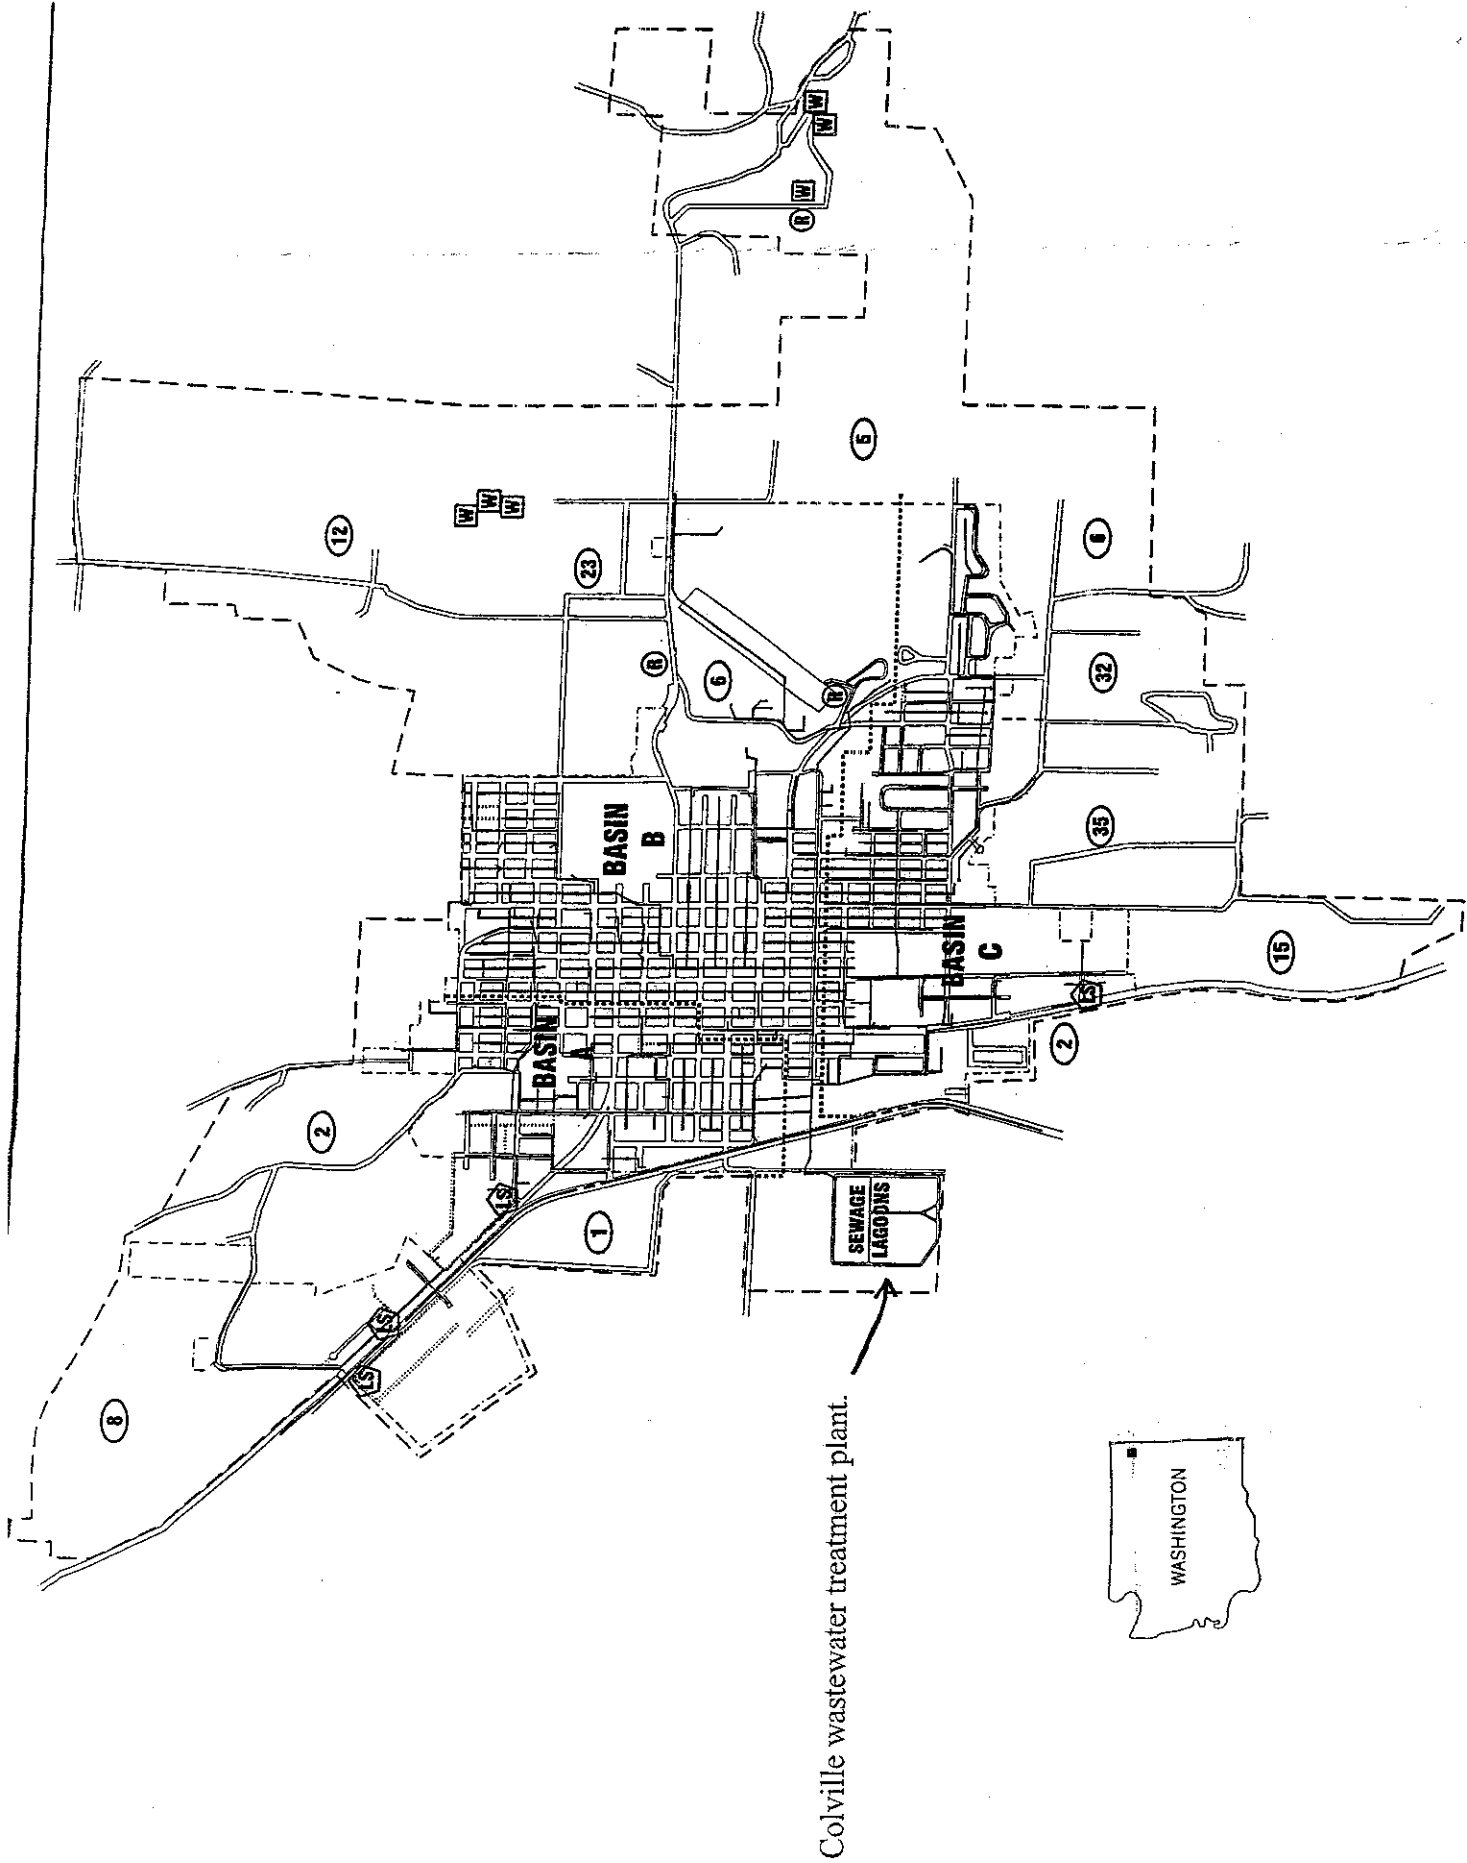 W
W
W
R
12
W
W
W
5
23
6
R
6
R
32
35
BASIN
B
BASIN
C
15
LS
2
BASIN
A
2
LS
1
SEWAGE
LAGOONS
LS
LS
8
Colville wastewater treatment plant.
WASHINGTON